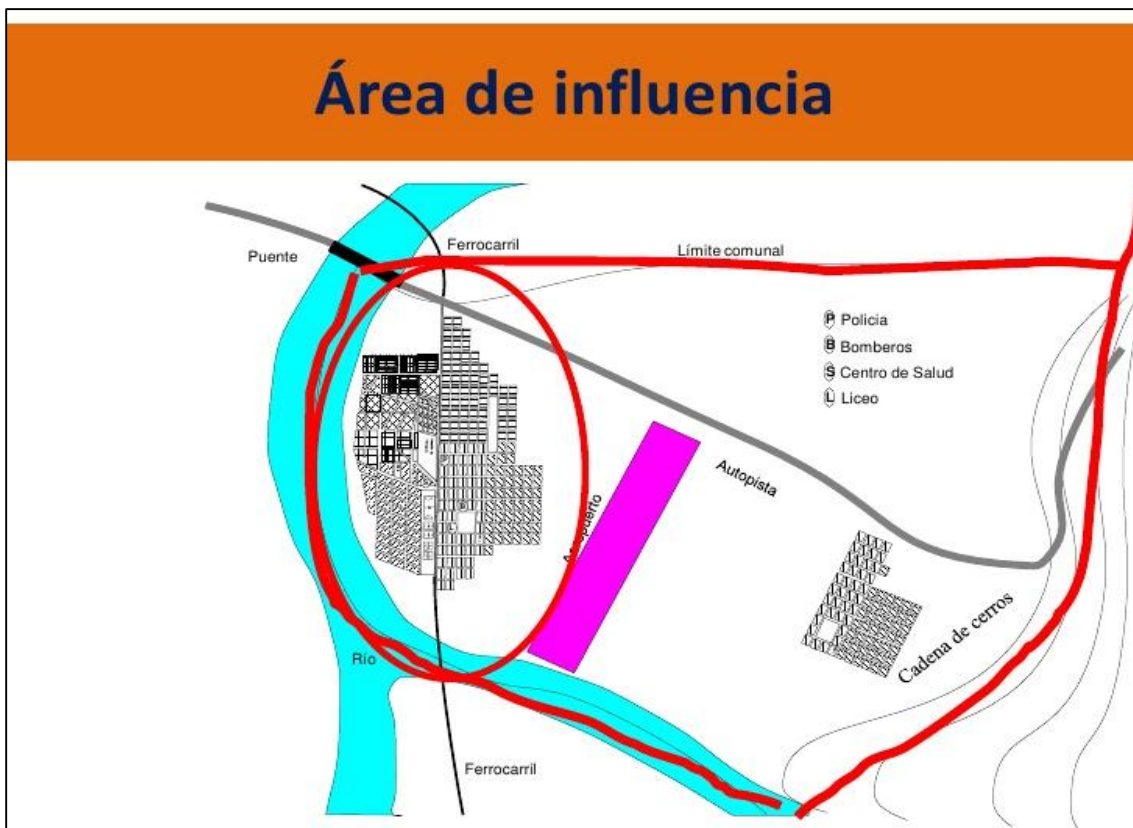 Área de influencia
Ferrocarril
Límite comunal
Puente
P Policia
B Bomberos
S Centro de Salud
L Liceo
Autopista
Aeropuerto
Cadena de cerros
Río
Ferrocarril